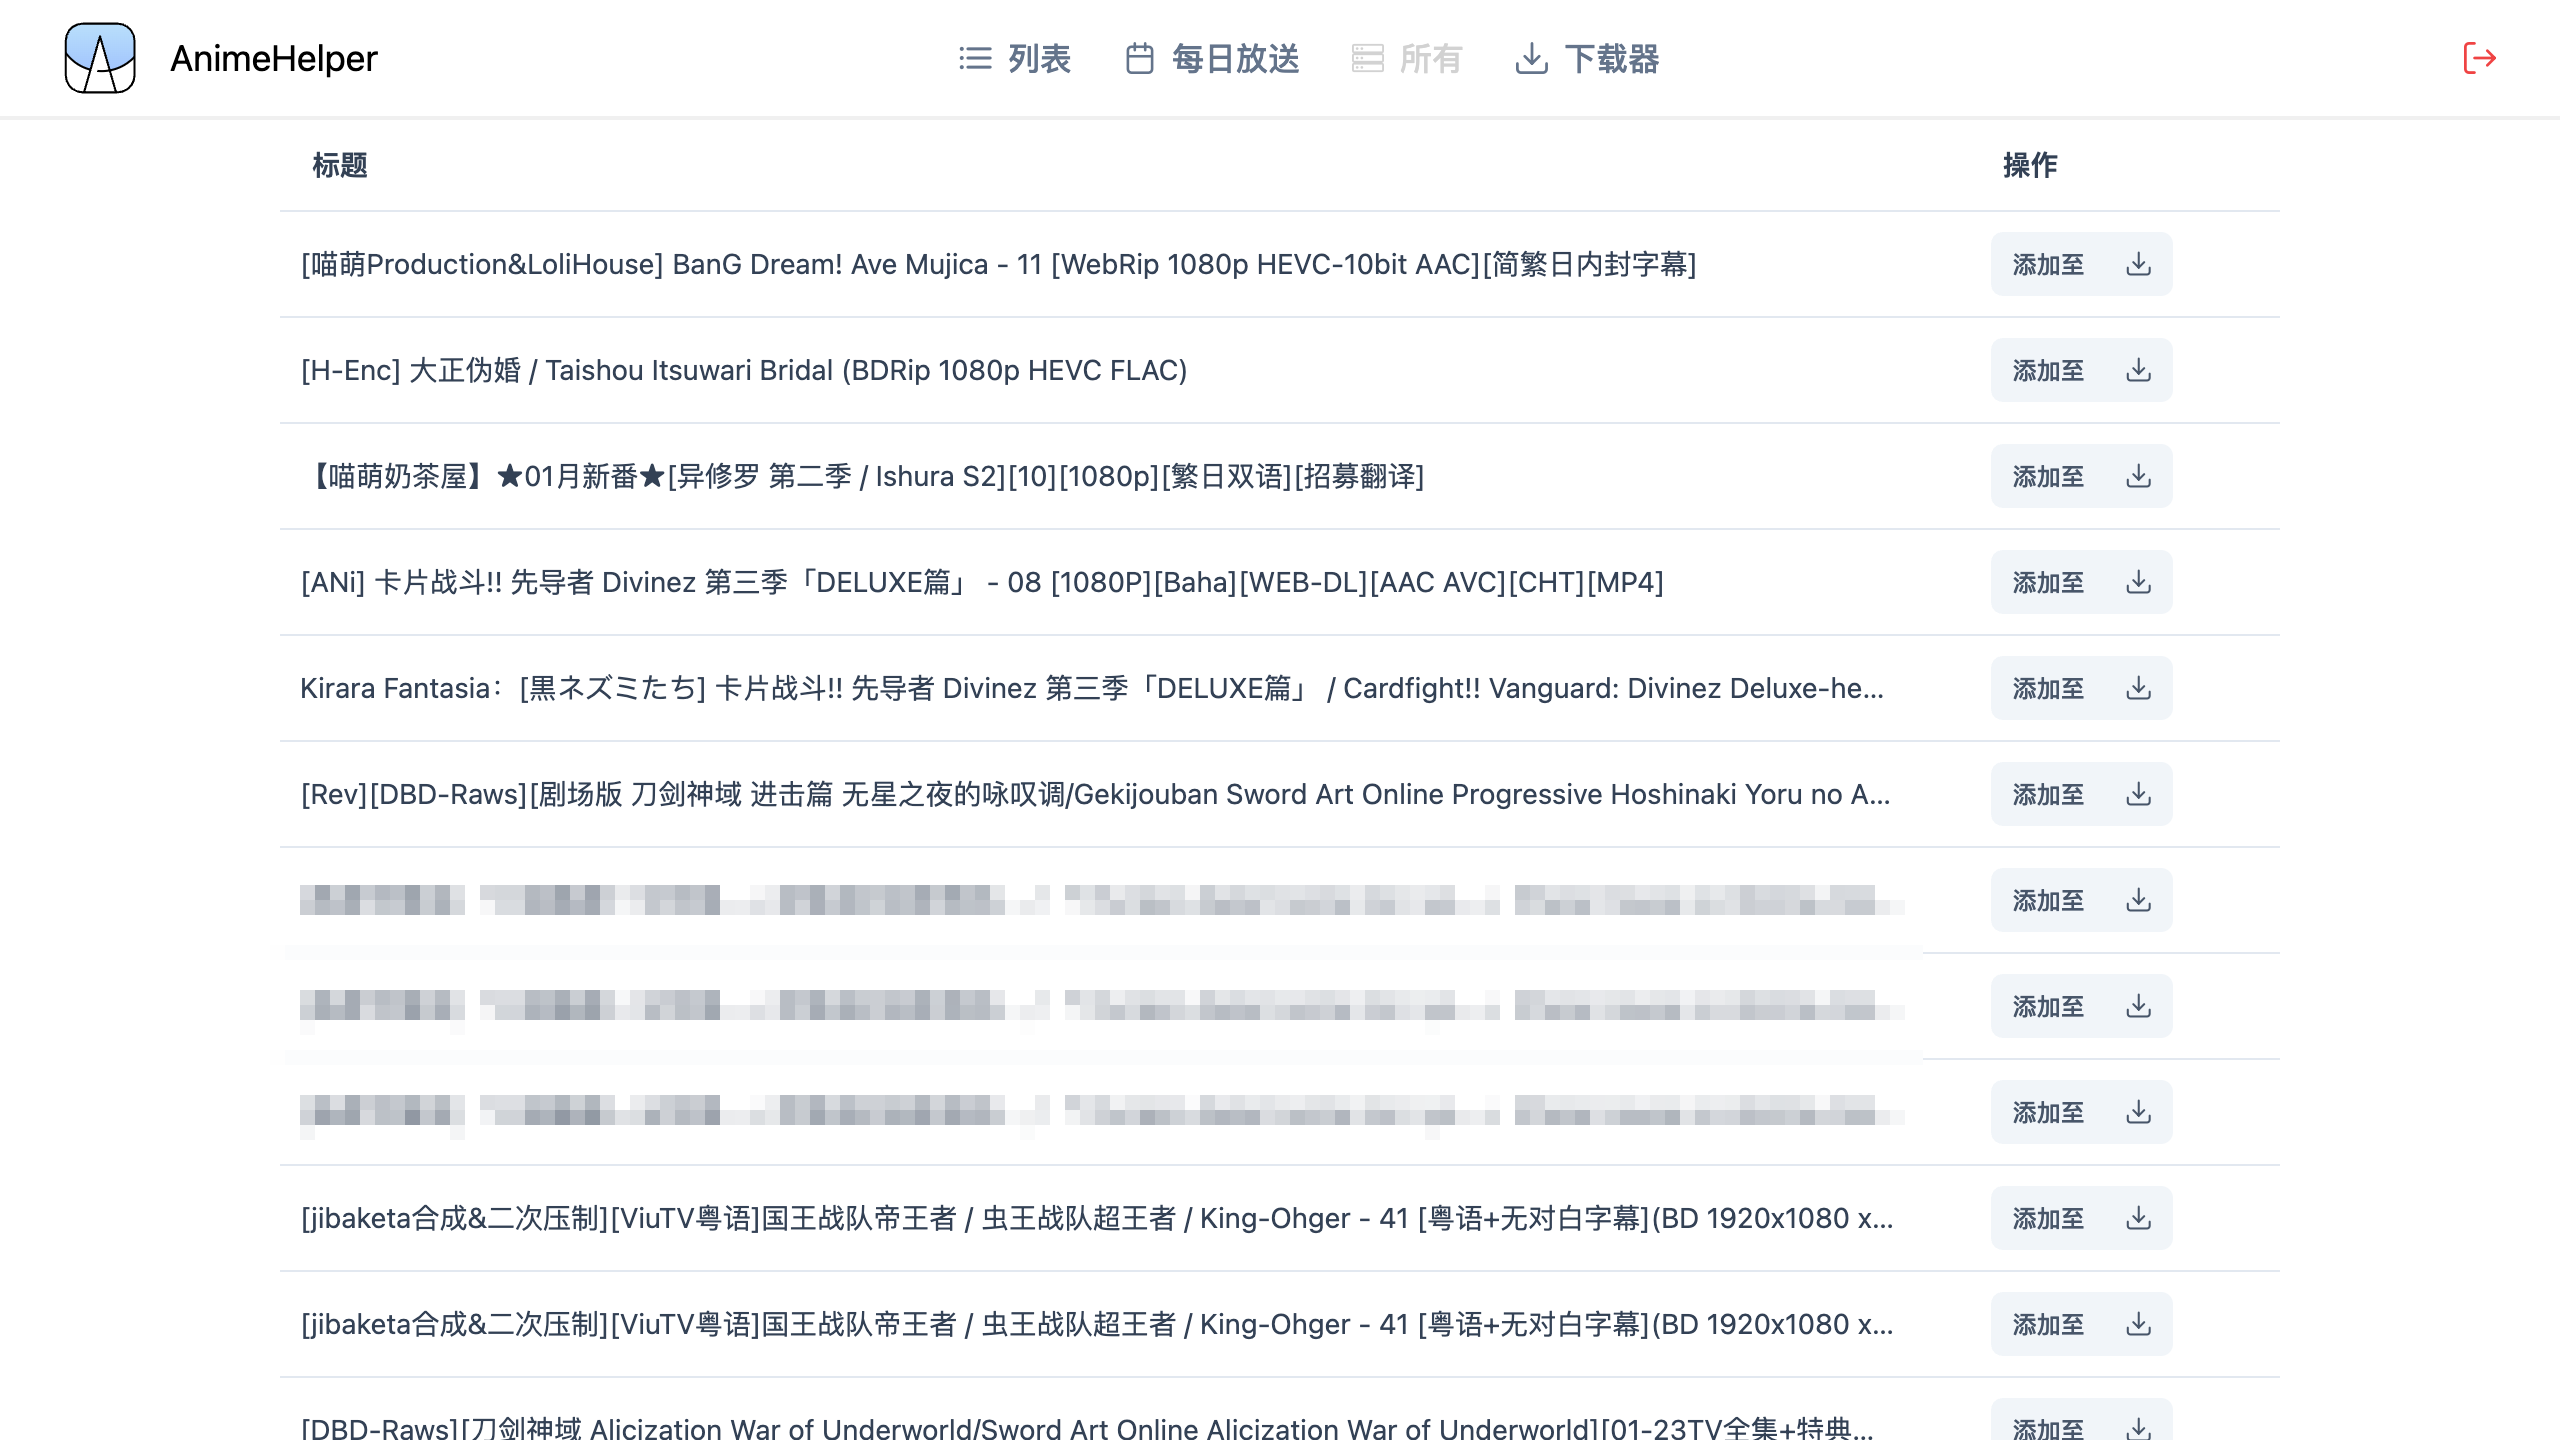 AnimeHelper
列表 每日放送 所有 下载器
标题 操作
[喵萌Production&LoliHouse] BanG Dream! Ave Mujica - 11 [WebRip 1080p HEVC-10bit AAC][简繁日内封字幕] 添加至
[H-Enc] 大正伪婚 / Taishou Itsuwari Bridal (BDRip 1080p HEVC FLAC) 添加至
【喵萌奶茶屋】★01月新番★[异修罗 第二季 / Ishura S2][10][1080p][繁日双语][招募翻译] 添加至
[ANi] 卡片战斗!! 先导者 Divinez 第三季「DELUXE篇」 - 08 [1080P][Baha][WEB-DL][AAC AVC][CHT][MP4] 添加至
Kirara Fantasia：[黒ネズミたち] 卡片战斗!! 先导者 Divinez 第三季「DELUXE篇」 / Cardfight!! Vanguard: Divinez Deluxe-he... 添加至
[Rev][DBD-Raws][剧场版 刀剑神域 进击篇 无星之夜的咏叹调/Gekijouban Sword Art Online Progressive Hoshinaki Yoru no A... 添加至
添加至
添加至
添加至
[jibaketa合成&二次压制][ViuTV粤语]国王战队帝王者 / 虫王战队超王者 / King-Ohger - 41 [粤语+无对白字幕](BD 1920x1080 x... 添加至
[jibaketa合成&二次压制][ViuTV粤语]国王战队帝王者 / 虫王战队超王者 / King-Ohger - 41 [粤语+无对白字幕](BD 1920x1080 x... 添加至
[DBD-Raws][刀剑神域 Alicization War of Underworld/Sword Art Online Alicization War of Underworld][01-23TV全集+特典... 添加至